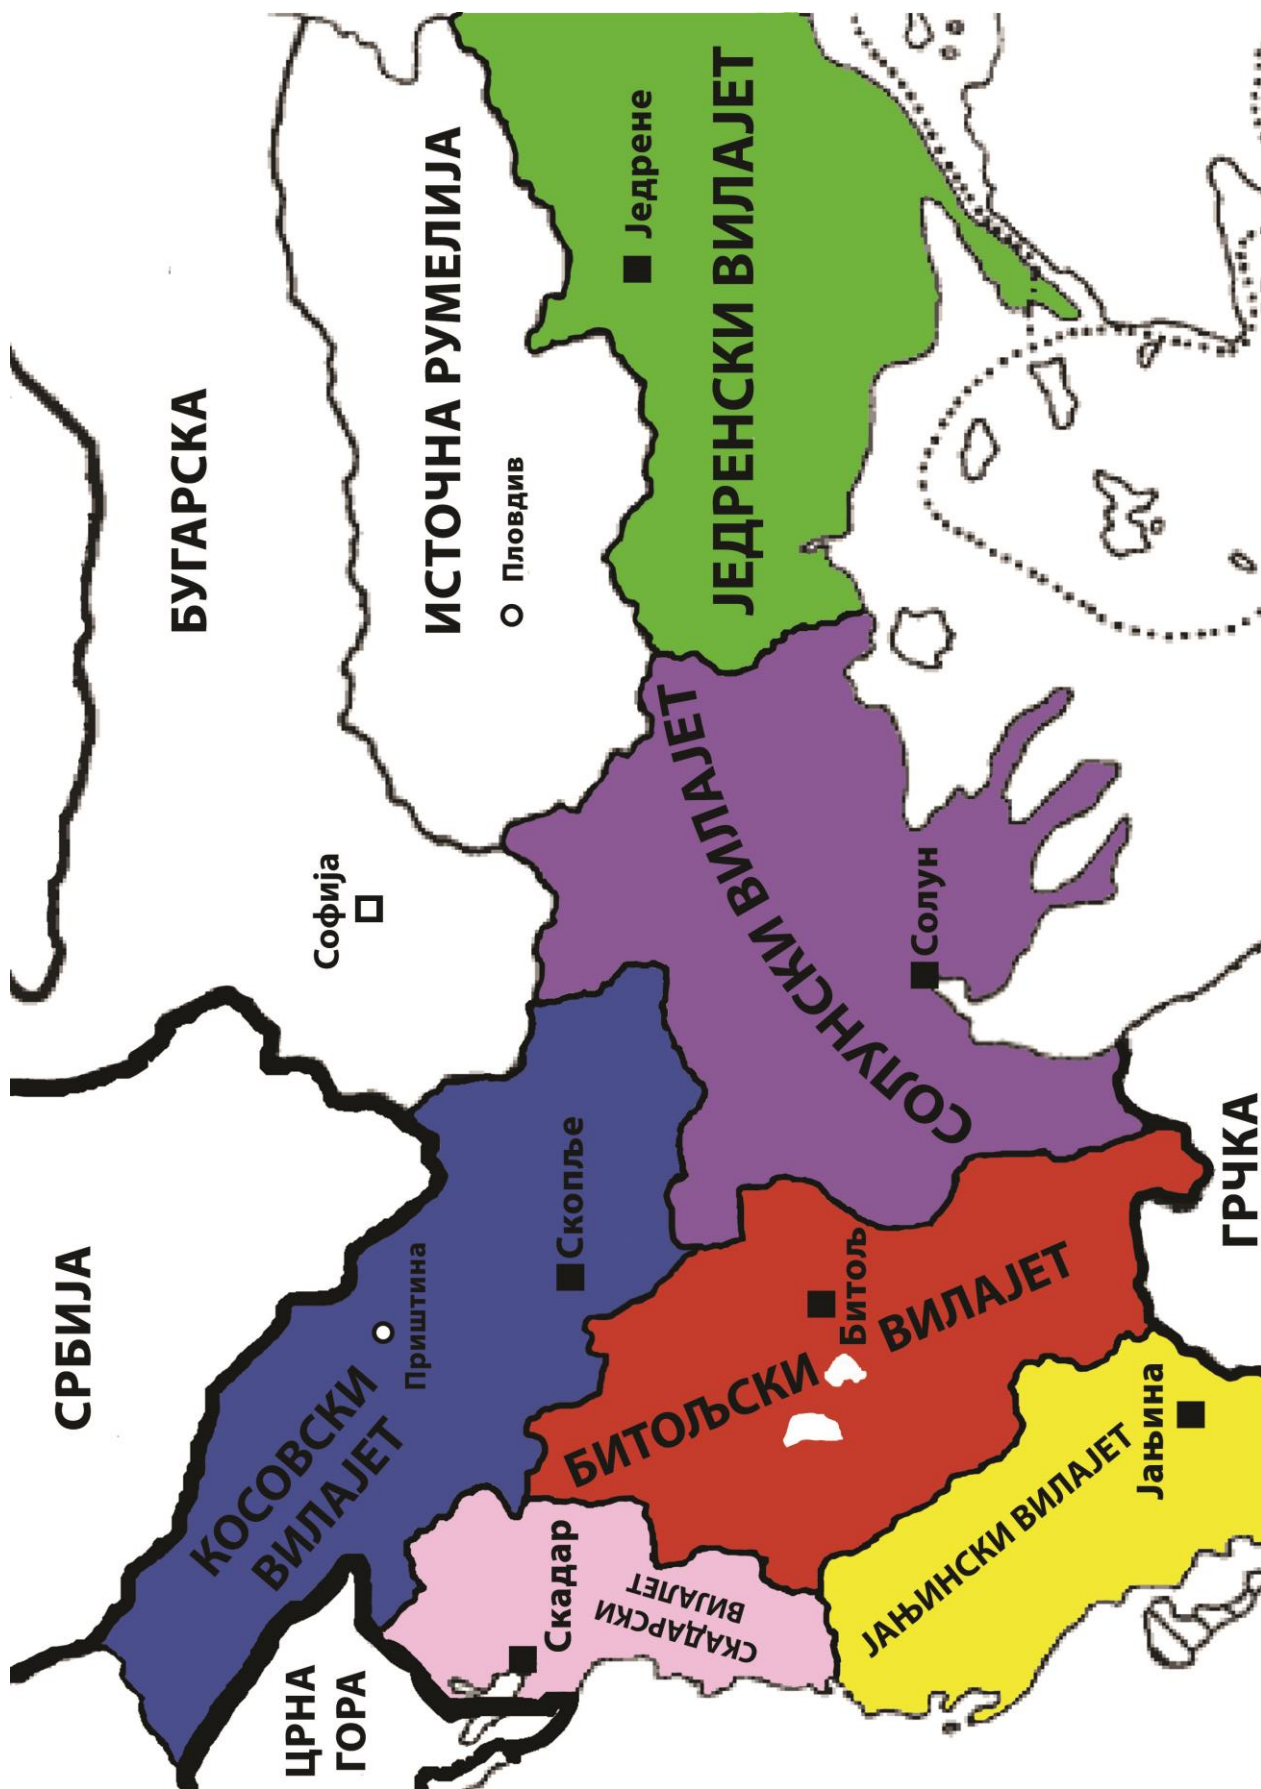 СРБИЈА
БУГАРСКА
ЦРНА
ГОРА
ИСТОЧНА РУМЕЛИЈА
Софија
Пловдив
КОСОВСКИ
ВИЛАЈЕТ
Приштина
Скопље
Једрене
ЈЕДРЕНСКИ ВИЛАЈЕТ
Скадар
СКАДАРСКИ
ВИЈАЛЕТ
СОЛУНСКИ ВИЛАЈЕТ
Солун
БИТОЉСКИ ВИЛАЈЕТ
Битољ
ЈАЊИНСКИ ВИЛАЈЕТ
Јањина
ГРЧКА